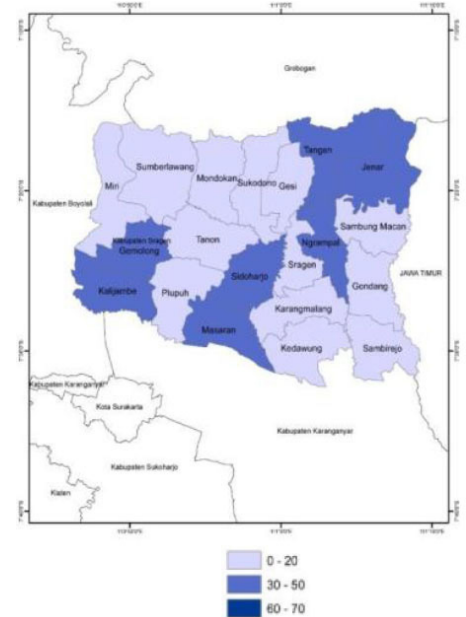 Grobogan
Tangen
Jenar
Sumberlawang
Mondokan
Sukodono
Gesi
Miri
Kabupaten Boyolali
Sambung Macan
Kabupaten Sragen
Gemolong
Tanon
Ngrampal
Sidoharjo
Sragen
JAWA TIMUR
Kalijambe
Plupuh
Gondang
Karangmalang
Masaran
Kedawung
Sambirejo
Kabupaten Karanganyar
Kota Surakarta
Kabupaten Karanganyar
Kabupaten Sukoharjo
Klaten
0 - 20
30 - 50
60 - 70